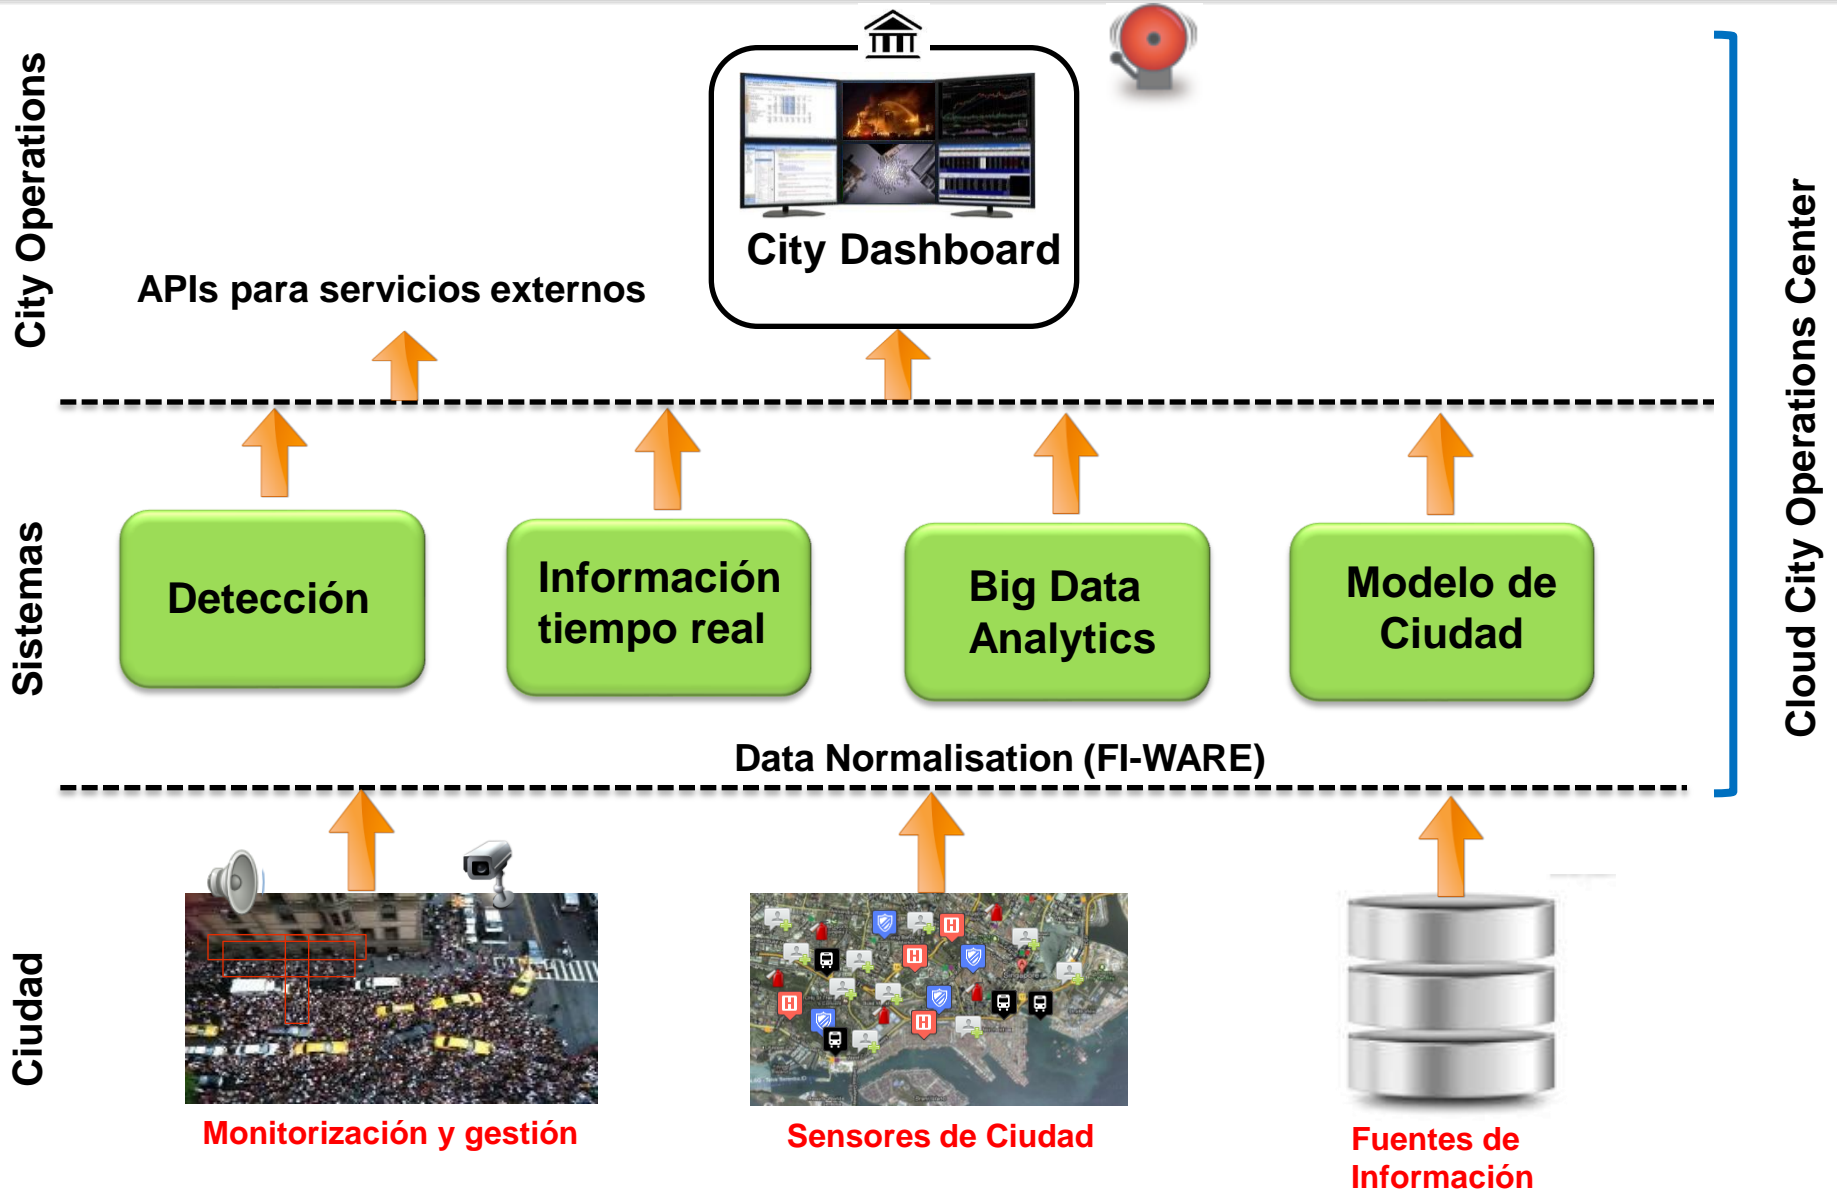 City Operations
City Dashboard
APIs para servicios externos
Cloud City Operations Center
Sistemas
Detección
Información
tiempo real
Big Data
Analytics
Modelo de
Ciudad
Data Normalisation (FI-WARE)
Ciudad
H
H
H
H
Monitorización y gestión
Sensores de Ciudad
Fuentes de
Información